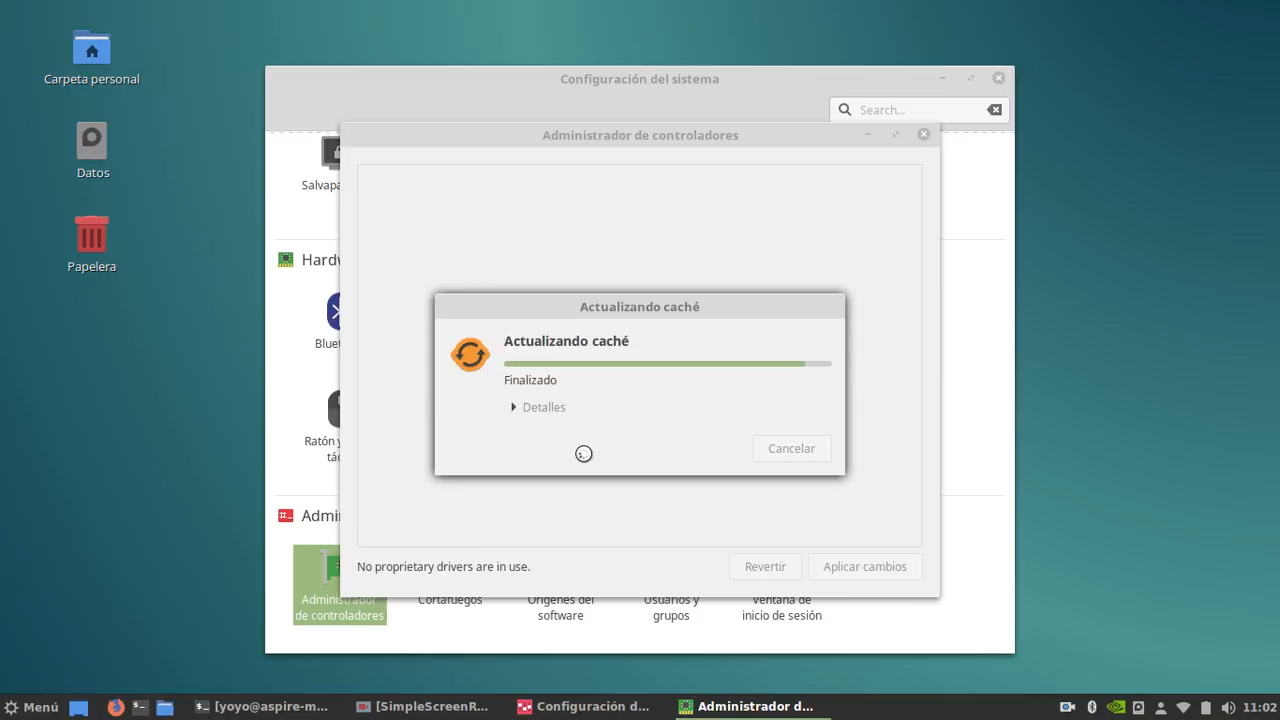 Carpeta personal
Datos
Papelera
Configuración del sistema
Search...
Salvapa
Administrador de controladores
Hardw
Bluet
Ratón y
tác
Admi
Actualizando caché
Actualizando caché
Finalizado
Detalles
Cancelar
No proprietary drivers are in use.
Revertir
Aplicar cambios
Administrador
de controladores
Cortafuegos
Orígenes del
software
Usuarios y
grupos
Ventana de
inicio de sesión
Menú
[yoyo@aspire-m...
[SimpleScreenR...
Configuración d...
Administrador d...
11:02